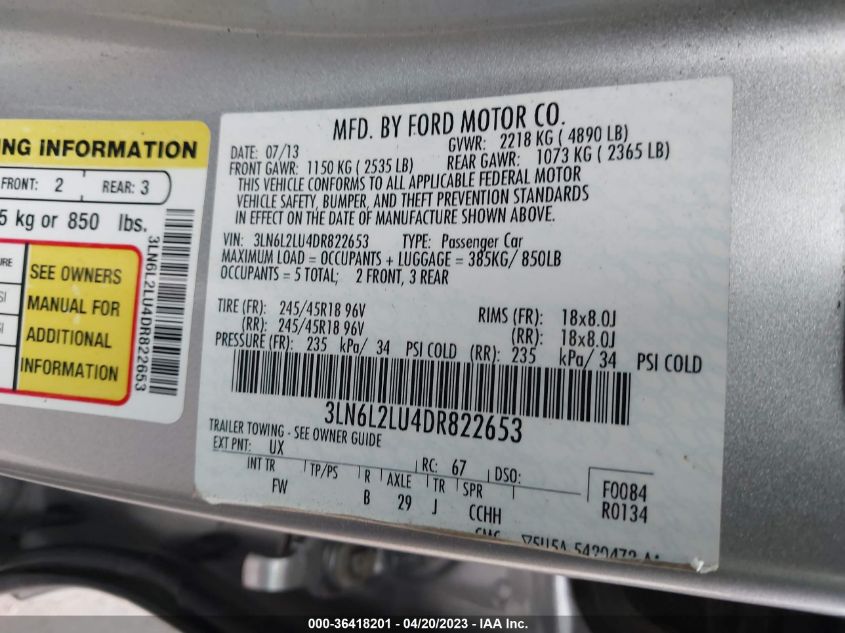 NG INFORMATION
FRONT: 2 REAR: 3
5 kg or 850 lbs.
SEE OWNERS
MANUAL FOR
ADDITIONAL
INFORMATION
3LN6L2LU4DR822653
MFD. BY FORD MOTOR CO.
DATE: 07/13 GVWR: 2218 KG ( 4890 LB)
FRONT GAWR: 1150 KG ( 2535 LB) REAR GAWR: 1073 KG ( 2365 LB)
THIS VEHICLE CONFORMS TO ALL APPLICABLE FEDERAL MOTOR
VEHICLE SAFETY, BUMPER, AND THEFT PREVENTION STANDARDS
IN EFFECT ON THE DATE OF MANUFACTURE SHOWN ABOVE.
VIN: 3LN6L2LU4DR822653 TYPE: Passenger Car
MAXIMUM LOAD = OCCUPANTS + LUGGAGE = 385KG/ 850LB
OCCUPANTS = 5 TOTAL; 2 FRONT, 3 REAR
TIRE (FR): 245/45R18 96V RIMS (FR): 18x8.0J
(RR): 245/45R18 96V (RR): 18x8.0J
PRESSURE (FR): 235 kPa/ 34 PSI COLD (RR): 235 kPa/ 34 PSI COLD
3LN6L2LU4DR822653
TRAILER TOWING - SEE OWNER GUIDE
EXT PNT: UX RC: 67 DSO:
INT TR TP/PS R AXLE TR SPR F0084
FW B 29 J CCHH R0134
000-36418201 - 04/20/2023 - IAA Inc.